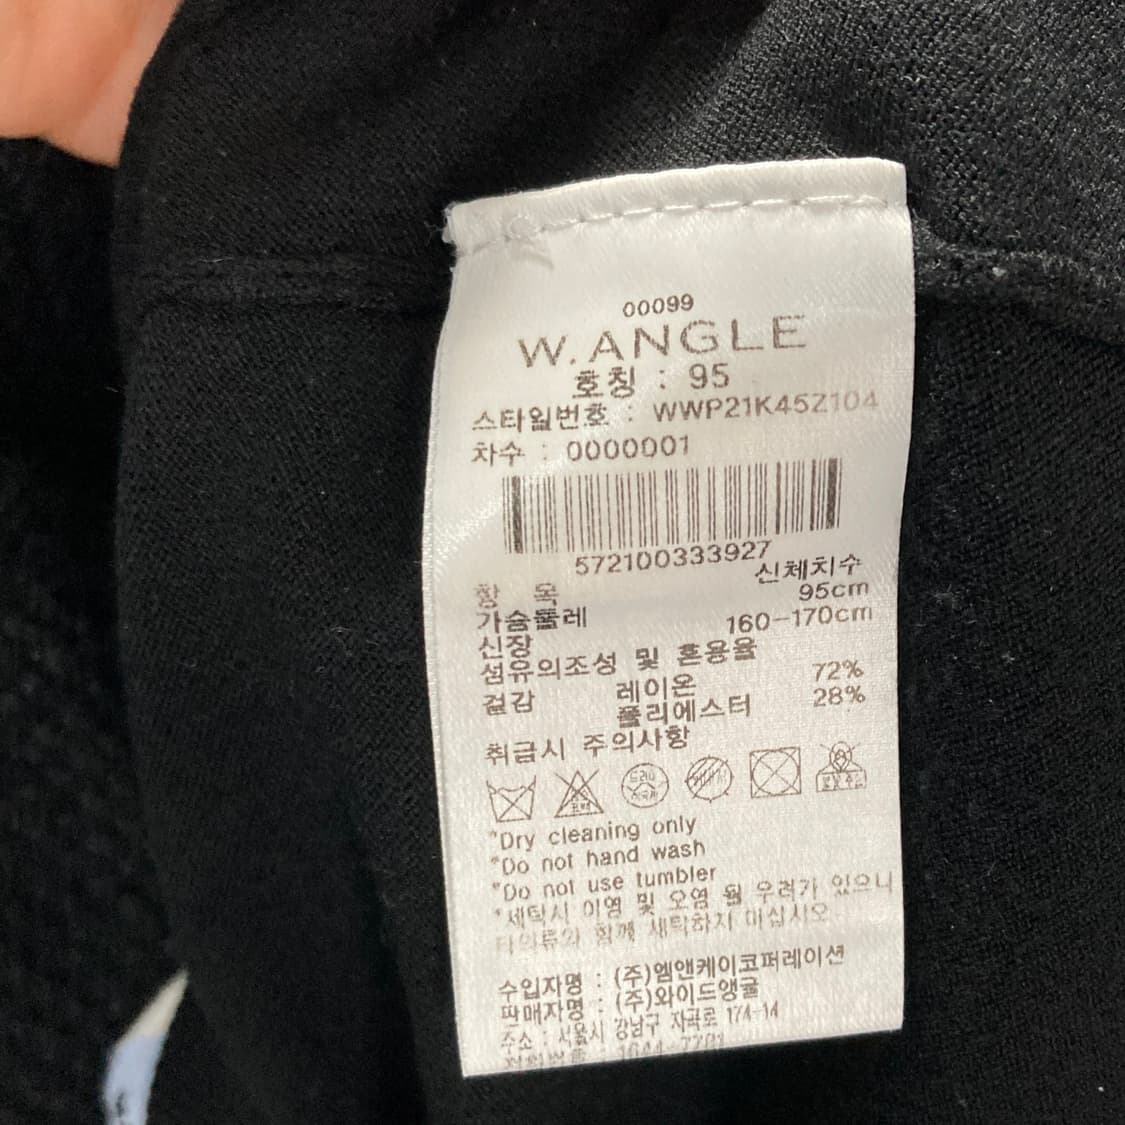 00099
W.ANGLE
호칭 : 95
스타일번호 : WWP21K45Z104
차수 : 0000001
572100333927
항 목 신체치수
가슴둘레 95cm
신장 160-170cm
섬유의조성 및 혼용율
겉감 레이온 72%
폴리에스터 28%
취급시 주의사항
드라이
*Dry cleaning only
*Do not hand wash
*Do not use tumbler
*세탁시 이염 및 오염 될 우려가 있으니
타의류와 함께 세탁하지 마십시오
수입자명 : (주)엠앤케이코퍼레이션
판매자명 : (주)와이드앵글
주소 : 서울시 강남구 자곡로 174-14